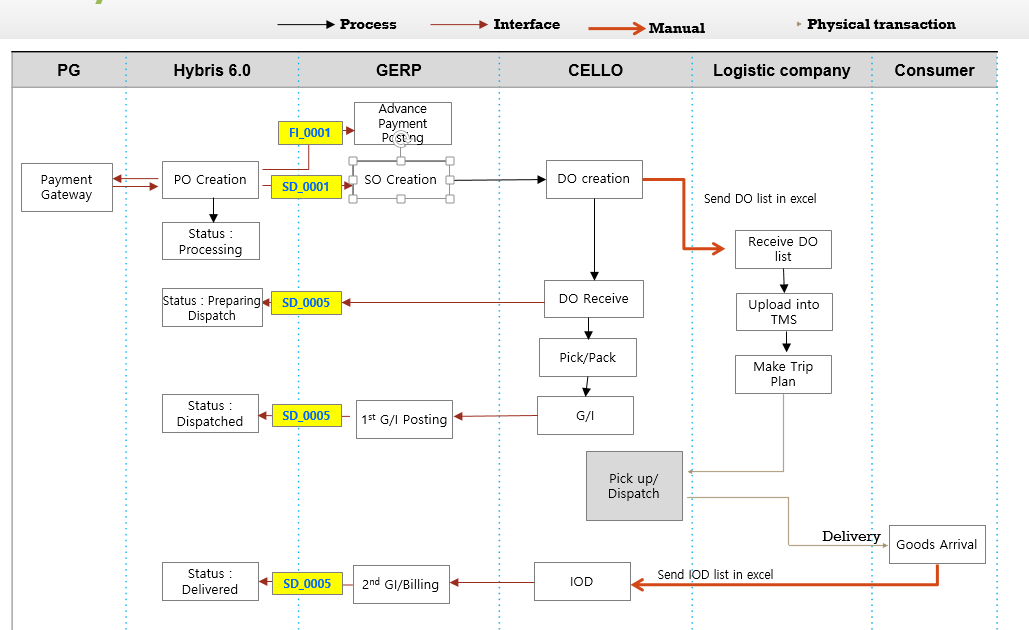 Process
Interface
Manual
Physical transaction
PG
Hybris 6.0
GERP
CELLO
Logistic company
Consumer
Advance
Payment
Posting
FI_0001
Payment
Gateway
PO Creation
SD_0001
SO Creation
DO creation
Send DO list in excel
Status :
Processing
Receive DO
list
Status : Preparing
Dispatch
SD_0005
DO Receive
Upload into
TMS
Pick/Pack
Make Trip
Plan
Status :
Dispatched
SD_0005
1st G/I Posting
G/I
Pick up/
Dispatch
Delivery
Goods Arrival
Status :
Delivered
SD_0005
2nd GI/Billing
IOD
Send IOD list in excel